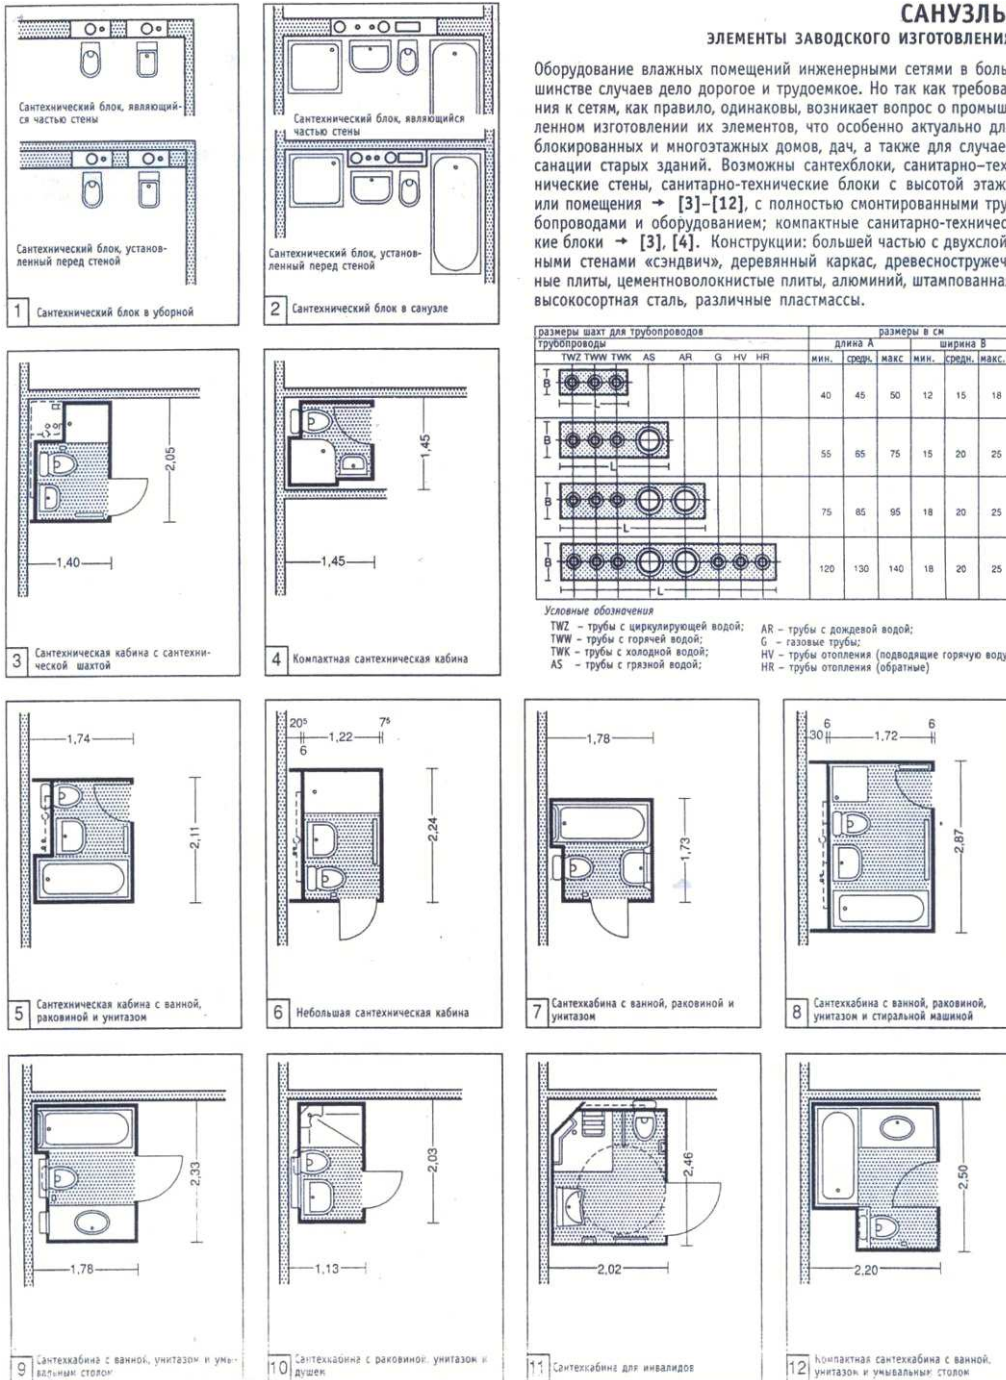 САНУЗЛЫ
ЭЛЕМЕНТЫ ЗАВОДСКОГО ИЗГОТОВЛЕНИЯ
Оборудование влажных помещений инженерными сетями в боль
шинстве случаев дело дорогое и трудоемкое. Но так как требова
ния к сетям, как правило, одинаковы, возникает вопрос о промыш
ленном изготовлении их элементов, что особенно актуально дл
блокированных и многоэтажных домов, дач, а также для случае
санации старых зданий. Возможны сантехблоки, санитарно-тех
нические стены, санитарно-технические блоки с высотой этаж
или помещения → [3]–[12], с полностью смонтированными тру
бопроводами и оборудованием; компактные санитарно-техничес
кие блоки → [3], [4]. Конструкции: большей частью с двухслой
ными стенами «сэндвич», деревянный каркас, древесностружеч
ные плиты, цементноволокнистые плиты, алюминий, штампованна
высокосортная сталь, различные пластмассы.
Сантехнический блок, являющий-
ся частью стены
Сантехнический блок, установ-
ленный перед стеной
1 Сантехнический блок в уборной
Сантехнический блок, являющийся
частью стены
Сантехнический блок, установ-
ленный перед стеной
2 Сантехнический блок в санузле
размеры шахт для трубопроводов размеры в см
трубопроводы длина A ширина B
TWZ TWW TWK AS AR G HV HR мин. средн. макс мин. средн. макс.
B L 40 45 50 12 15 18
B L 55 65 75 15 20 25
B L 75 85 95 18 20 25
B L 120 130 140 18 20 25
Условные обозначения
TWZ – трубы с циркулирующей водой;
TWW – трубы с горячей водой;
TWK – трубы с холодной водой;
AS – трубы с грязной водой;
AR – трубы с дождевой водой;
G – газовые трубы;
HV – трубы отопления (подводящие горячую воду
HR – трубы отопления (обратные)
2,05
1,40
3 Сантехническая кабина с сантехни-
ческой шахтой
1,45
1,45
4 Компактная сантехническая кабина
1,74
2,11
5 Сантехническая кабина с ванной,
раковиной и унитазом
20⁵ 1,22 7⁵
6
2,24
6 Небольшая сантехническая кабина
1,78
1,73
7 Сантехкабина с ванной, раковиной и
унитазом
6 6
30 1,72
2,87
8 Сантехкабина с ванной, раковиной,
унитазом и стиральной машиной
2,33
1,78
9 Сантехкабина с ванной, унитазом и умы-
вальным столом
2,03
1,13
10 Сантехкабина с раковиной, унитазом и
душем
2,46
2,02
11 Сантехкабина для инвалидов
2,50
2,20
12 Компактная сантехкабина с ванной,
унитазом и умывальным столом